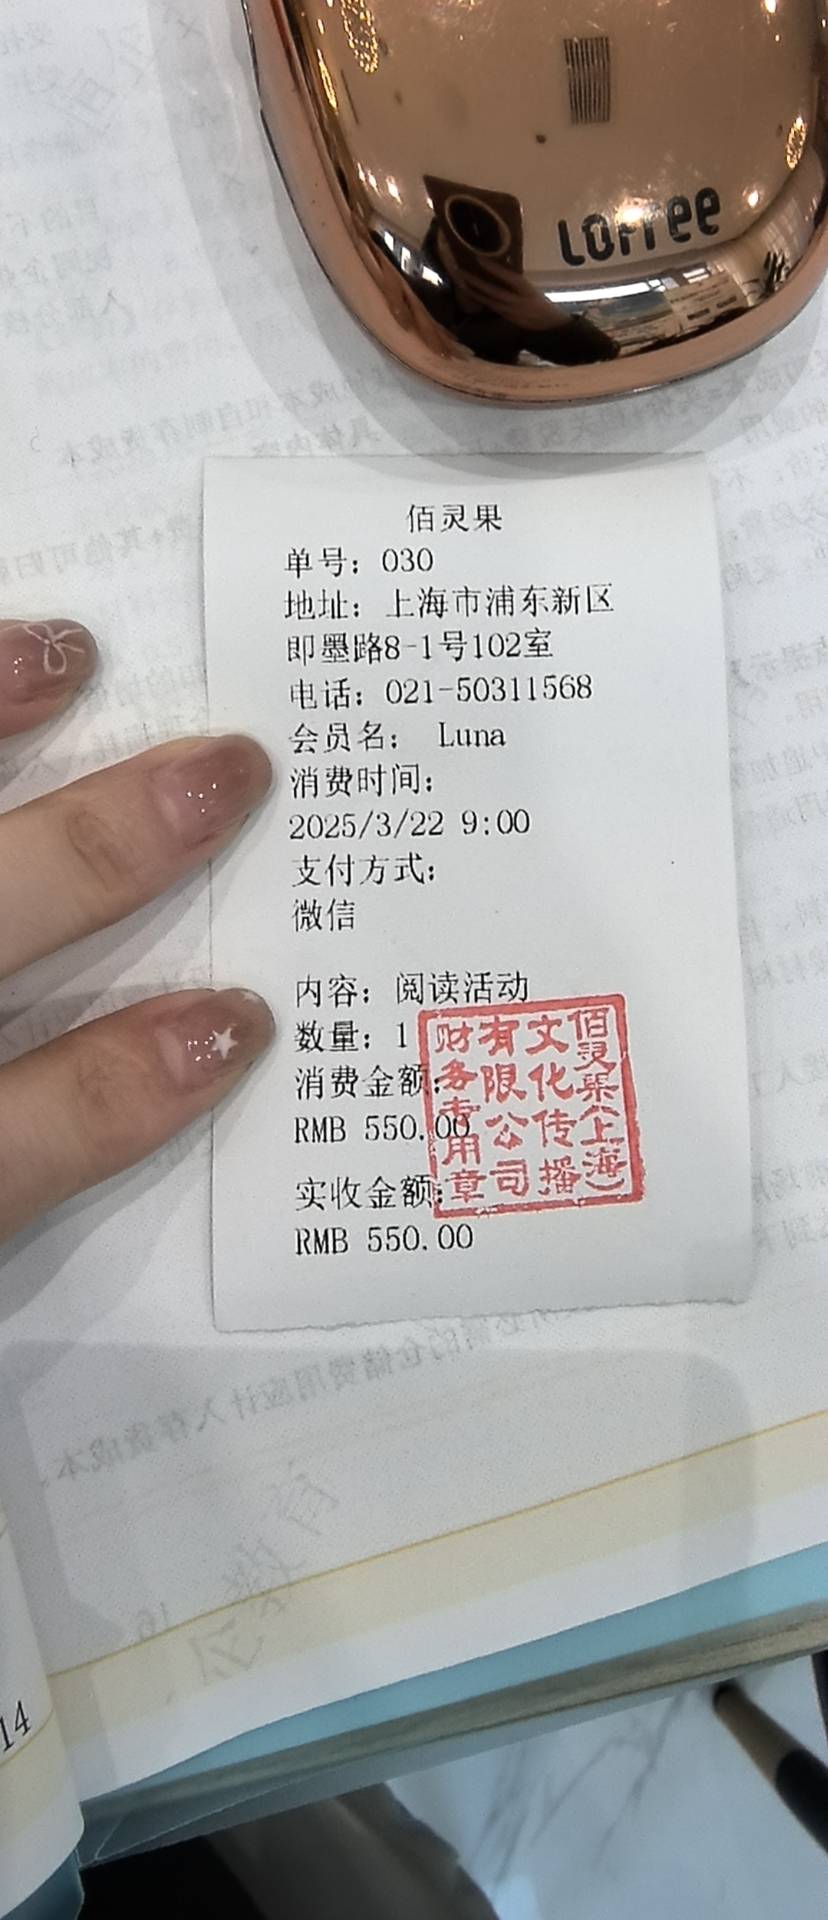 LOFree
佰灵果
单号：030
地址：上海市浦东新区
即墨路8-1号102室
电话：021-50311568
会员名： Luna
消费时间：
2025/3/22 9:00
支付方式：
微信
内容：阅读活动
数量：1
消费金额：
RMB 550.00
实收金额：
RMB 550.00
佰灵果（上海）
文化传播
有限公司
财务专用章
14